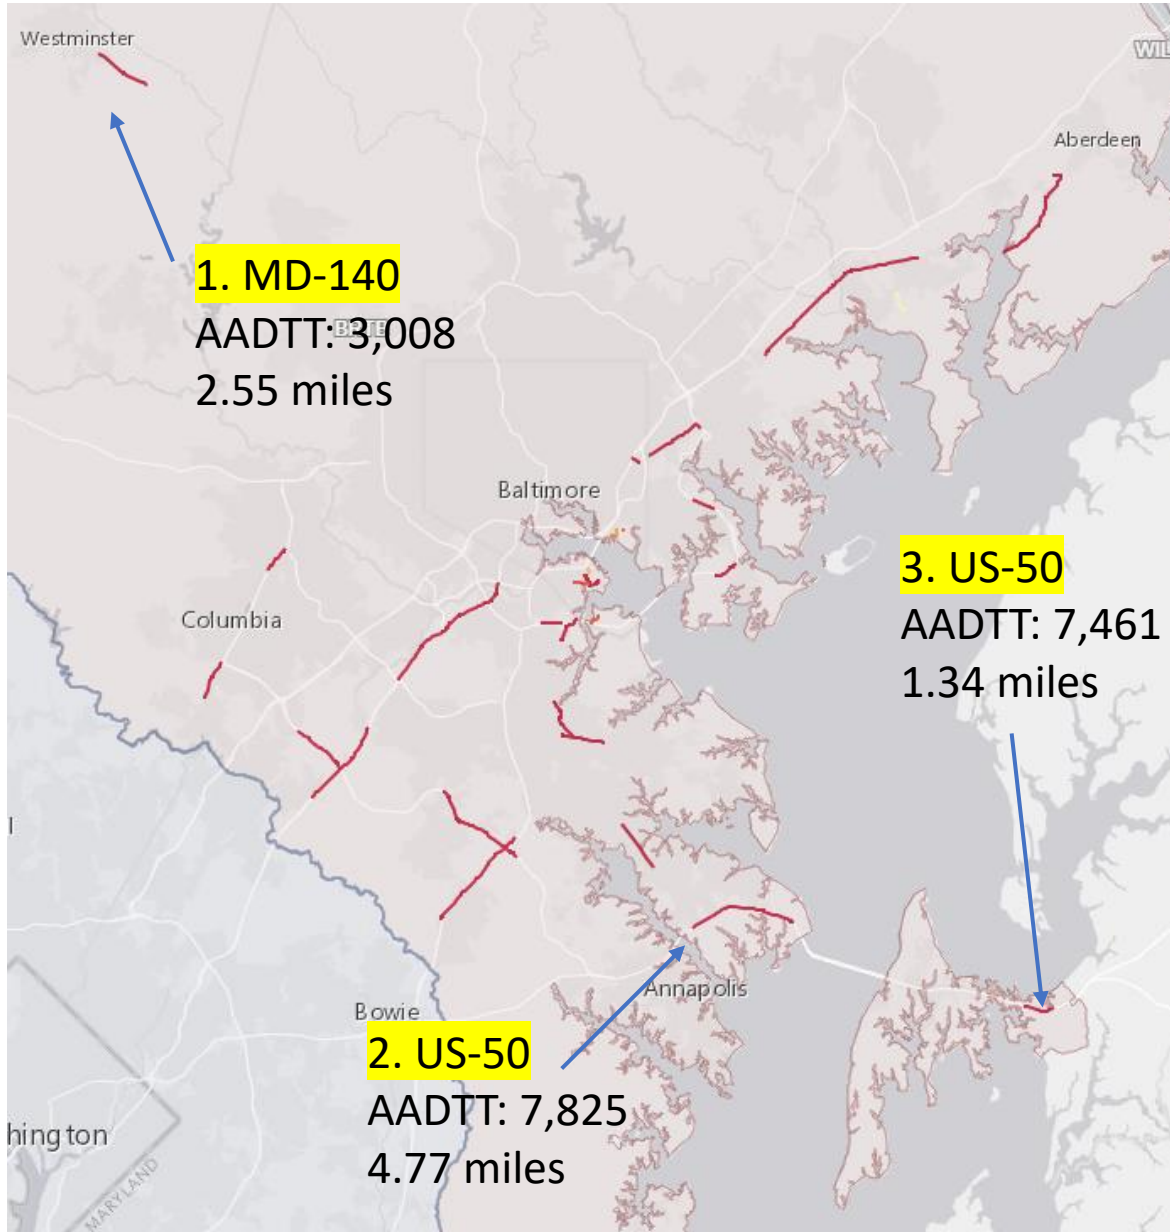 Westminster
WIL
Aberdeen
1. MD-140
AADTT: 3,008
2.55 miles
Baltimore
3. US-50
AADTT: 7,461
1.34 miles
Columbia
Annapolis
Bowie
2. US-50
AADTT: 7,825
4.77 miles
hington
MARYLAND